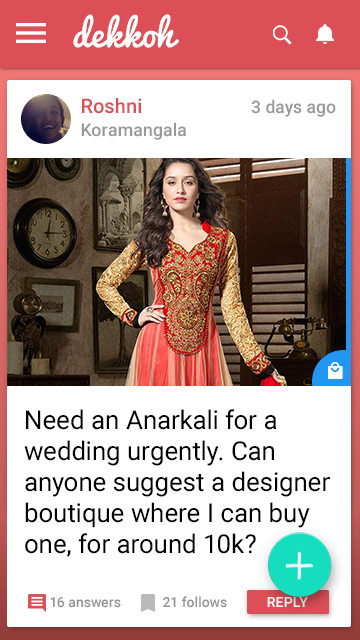 dekkoh
Roshni
3 days ago
Koramangala
Need an Anarkali for a
wedding urgently. Can
anyone suggest a designer
boutique where I can buy
one, for around 10k?
16 answers
21 follows
REPLY